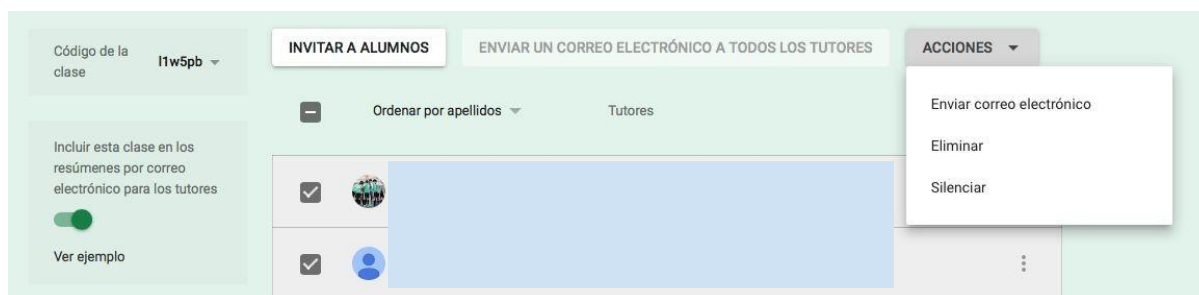 Código de la
clase
l1w5pb
INVITAR A ALUMNOS
ENVIAR UN CORREO ELECTRÓNICO A TODOS LOS TUTORES
ACCIONES
Ordenar por apellidos
Tutores
Enviar correo electrónico
Eliminar
Silenciar
Incluir esta clase en los
resúmenes por correo
electrónico para los tutores
Ver ejemplo